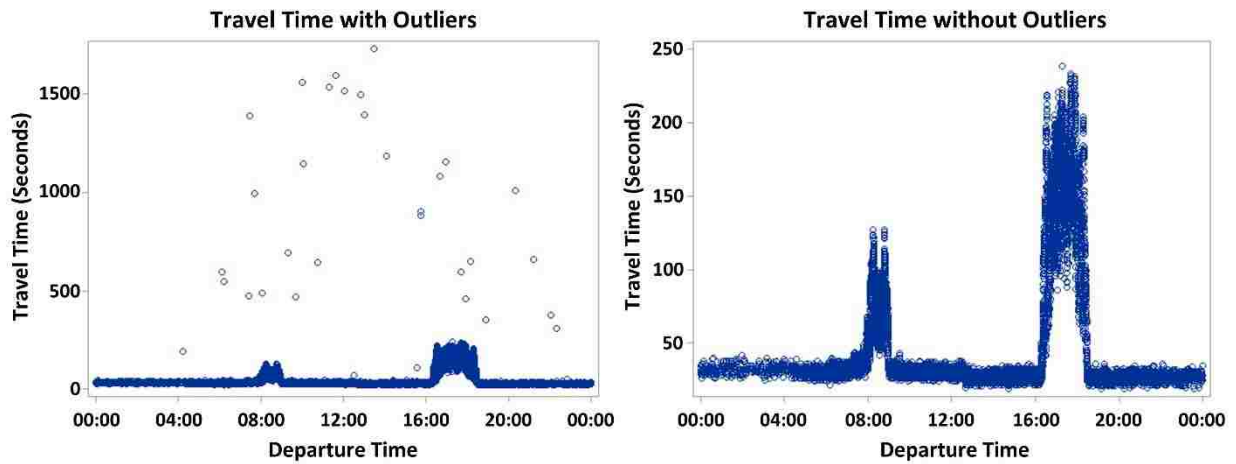 Travel Time with Outliers
Travel Time without Outliers
Travel Time (Seconds)
1500
1000
500
0
00:00 04:00 08:00 12:00 16:00 20:00 00:00
Departure Time
Travel Time (Seconds)
250
200
150
100
50
00:00 04:00 08:00 12:00 16:00 20:00 00:00
Departure Time